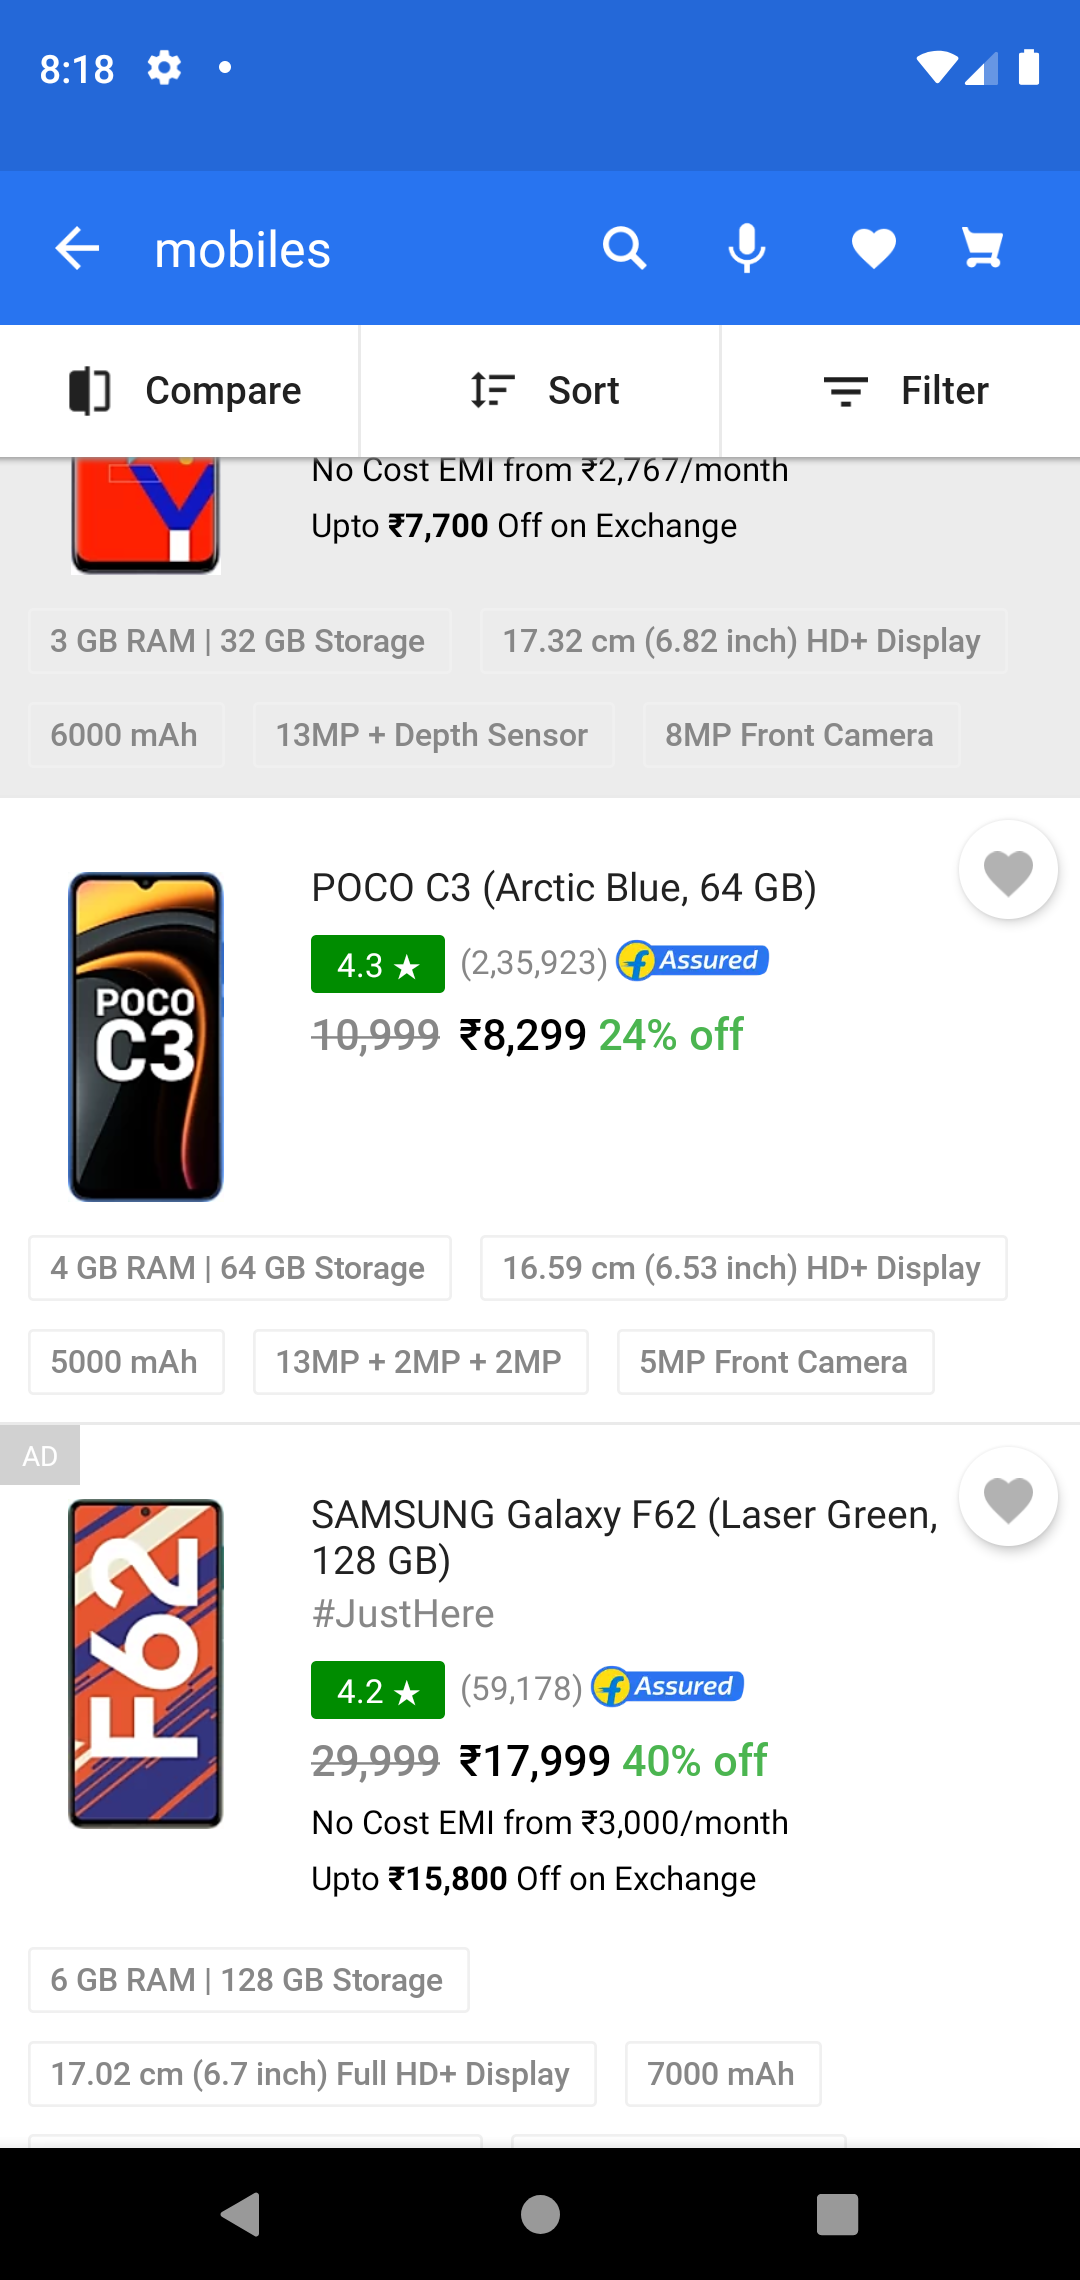 8:18
mobiles
Compare
Sort
Filter
No Cost EMI from ₹2,767/month
Upto ₹7,700 Off on Exchange
3 GB RAM | 32 GB Storage
17.32 cm (6.82 inch) HD+ Display
6000 mAh
13MP + Depth Sensor
8MP Front Camera
POCO C3 (Arctic Blue, 64 GB)
4.3 ★ (2,35,923) f Assured
10,999 ₹8,299 24% off
POCO
C3
4 GB RAM | 64 GB Storage
16.59 cm (6.53 inch) HD+ Display
5000 mAh
13MP + 2MP + 2MP
5MP Front Camera
AD
F62
SAMSUNG Galaxy F62 (Laser Green,
128 GB)
#JustHere
4.2 ★ (59,178) f Assured
29,999 ₹17,999 40% off
No Cost EMI from ₹3,000/month
Upto ₹15,800 Off on Exchange
6 GB RAM | 128 GB Storage
17.02 cm (6.7 inch) Full HD+ Display
7000 mAh